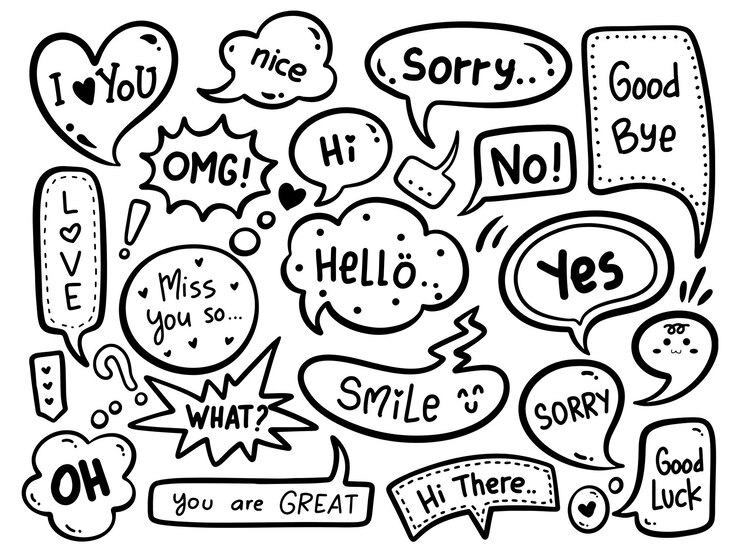 I ♥ YoU
nice
Sorry..
Good
Bye
OMG!
Hi
No!
L
♡
V
E
!
Miss
you so...
Hellö..
Yes
?
WHAT?
SMiLe
SORRY
OH
you are GREAT
Hi There..
Good
Luck